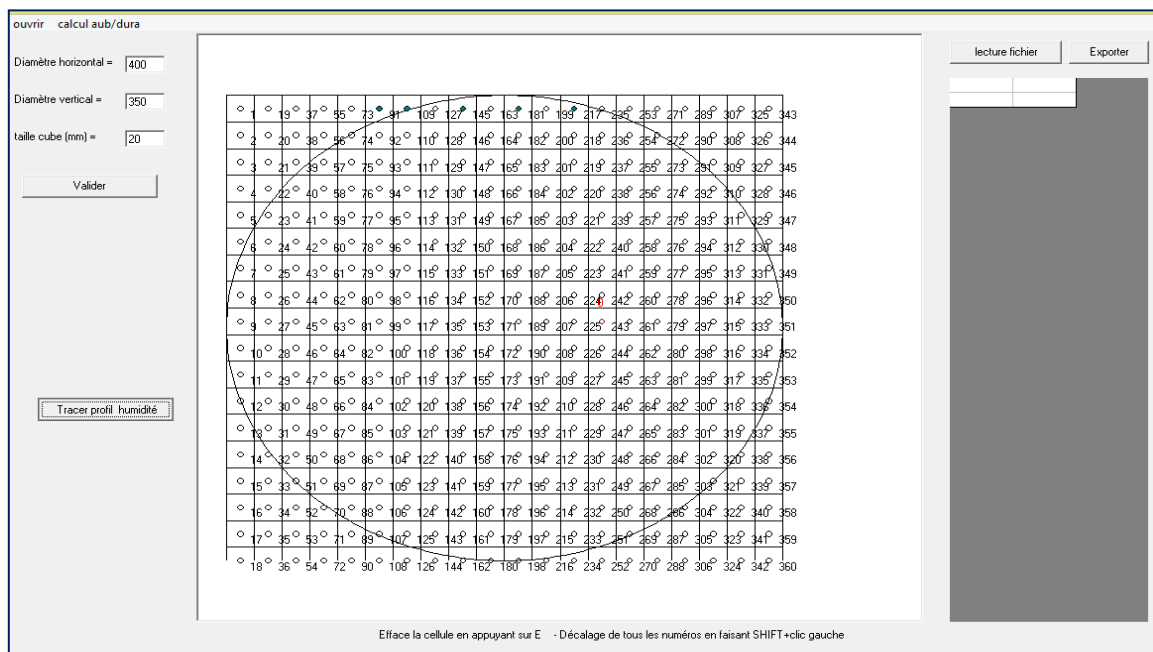 ouvrir calcul aub/dura
Diamètre horizontal = 400
Diamètre vertical = 350
taille cube (mm) = 20
Valider
Tracer profil humidité
lecture fichier Exporter
1 19 37 55 73 91 109 127 145 163 181 199 217 235 253 271 289 307 325 343
2 20 38 56 74 92 110 128 146 164 182 200 218 236 254 272 290 308 326 344
3 21 39 57 75 93 111 129 147 165 183 201 219 237 255 273 291 309 327 345
4 22 40 58 76 94 112 130 148 166 184 202 220 238 256 274 292 310 328 346
5 23 41 59 77 95 113 131 149 167 185 203 221 239 257 275 293 311 329 347
6 24 42 60 78 96 114 132 150 168 186 204 222 240 258 276 294 312 330 348
7 25 43 61 79 97 115 133 151 169 187 205 223 241 259 277 295 313 331 349
8 26 44 62 80 98 116 134 152 170 188 206 224 242 260 278 296 314 332 350
9 27 45 63 81 99 117 135 153 171 189 207 225 243 261 279 297 315 333 351
10 28 46 64 82 100 118 136 154 172 190 208 226 244 262 280 298 316 334 352
11 29 47 65 83 101 119 137 155 173 191 209 227 245 263 281 299 317 335 353
12 30 48 66 84 102 120 138 156 174 192 210 228 246 264 282 300 318 336 354
13 31 49 67 85 103 121 139 157 175 193 211 229 247 265 283 301 319 337 355
14 32 50 68 86 104 122 140 158 176 194 212 230 248 266 284 302 320 338 356
15 33 51 69 87 105 123 141 159 177 195 213 231 249 267 285 303 321 339 357
16 34 52 70 88 106 124 142 160 178 196 214 232 250 268 286 304 322 340 358
17 35 53 71 89 107 125 143 161 179 197 215 233 251 269 287 305 323 341 359
18 36 54 72 90 108 126 144 162 180 198 216 234 252 270 288 306 324 342 360
Efface la cellule en appuyant sur E - Décalage de tous les numéros en faisant SHIFT+clic gauche